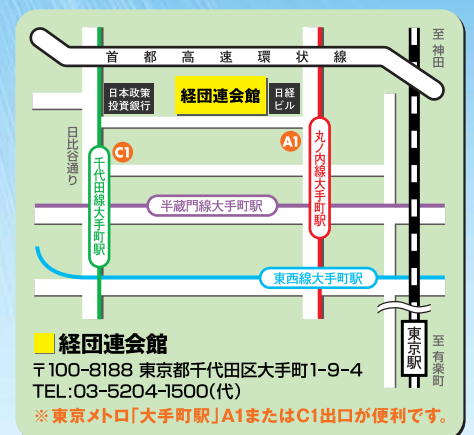 至 神田
首都高速環状線
日本政策
投資銀行
経団連会館
日経
ビル
日比谷通り
C1
A1
千代田線大手町駅
丸ノ内線大手町駅
半蔵門線大手町駅
東西線大手町駅
東京駅
至 有楽町
経団連会館
〒100-8188 東京都千代田区大手町1-9-4
TEL:03-5204-1500(代)
※東京メトロ「大手町駅」A1またはC1出口が便利です。